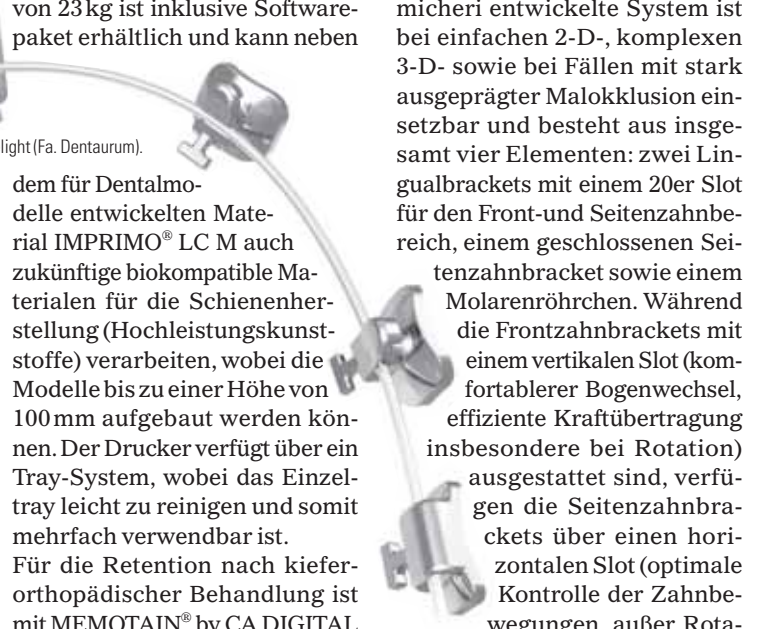 von 23 kg ist inklusive Software-
paket erhältlich und kann neben
light (Fa. Dentaurum).
dem für Dentalmo-
delle entwickelten Mate-
rial IMPRIMO® LC M auch
zukünftige biokompatible Ma-
terialen für die Schienenher-
stellung (Hochleistungskunst-
stoffe) verarbeiten, wobei die
Modelle bis zu einer Höhe von
100 mm aufgebaut werden kön-
nen. Der Drucker verfügt über ein
Tray-System, wobei das Einzel-
tray leicht zu reinigen und somit
mehrfach verwendbar ist.
Für die Retention nach kiefer-
orthopädischer Behandlung ist
mit MEMOTAIN® by CA DIGITAL
micheri entwickelte System ist
bei einfachen 2-D-, komplexen
3-D- sowie bei Fällen mit stark
ausgeprägter Malokklusion ein-
setzbar und besteht aus insge-
samt vier Elementen: zwei Lin-
gualbrackets mit einem 20er Slot
für den Front-und Seitenzahnbe-
reich, einem geschlossenen Sei-
tenzahnbracket sowie einem
Molarenröhrchen. Während
die Frontzahnbrackets mit
einem vertikalen Slot (kom-
fortablerer Bogenwechsel,
effiziente Kraftübertragung
insbesondere bei Rotation)
ausgestattet sind, verfü-
gen die Seitenzahnbra-
ckets über einen hori-
zontalen Slot (optimale
Kontrolle der Zahnbe-
wegungen, außer Rota-